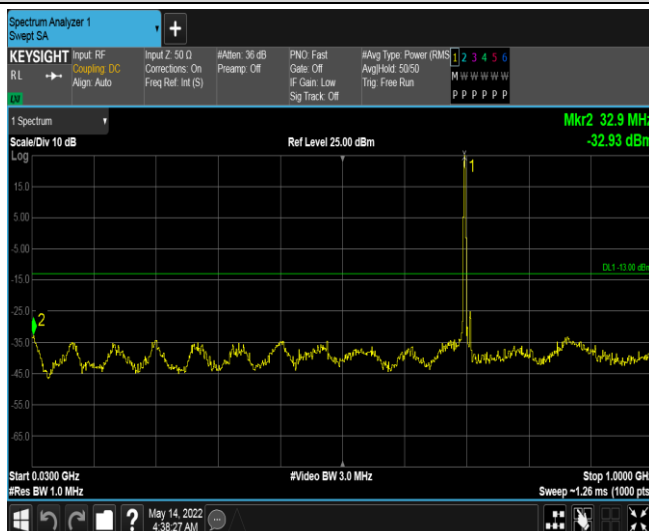 Spectrum Analyzer 1
Swept SA
KEYSIGHT
RL
Input: RF
Coupling: DC
Align: Auto
Input Z: 50 Ω
Corrections: On
Freq Ref: Int (S)
#Atten: 36 dB
Preamp: Off
PNO: Fast
Gate: Off
IF Gain: Low
Sig Track: Off
#Avg Type: Power (RMS
Avg|Hold: 50/50
Trig: Free Run
1 2 3 4 5 6
M W W W W W
P P P P P P
1 Spectrum
Mkr2 32.9 MHz
Scale/Div 10 dB
Ref Level 25.00 dBm
-32.93 dBm
Log
15.0
5.00
-5.00
-15.0
-25.0
-35.0
-45.0
-55.0
-65.0
1
2
DL1 -13.00 dBm
Start 0.0300 GHz
#Video BW 3.0 MHz
Stop 1.0000 GHz
#Res BW 1.0 MHz
Sweep ~1.26 ms (1000 pts
May 14, 2022
4:38:27 AM